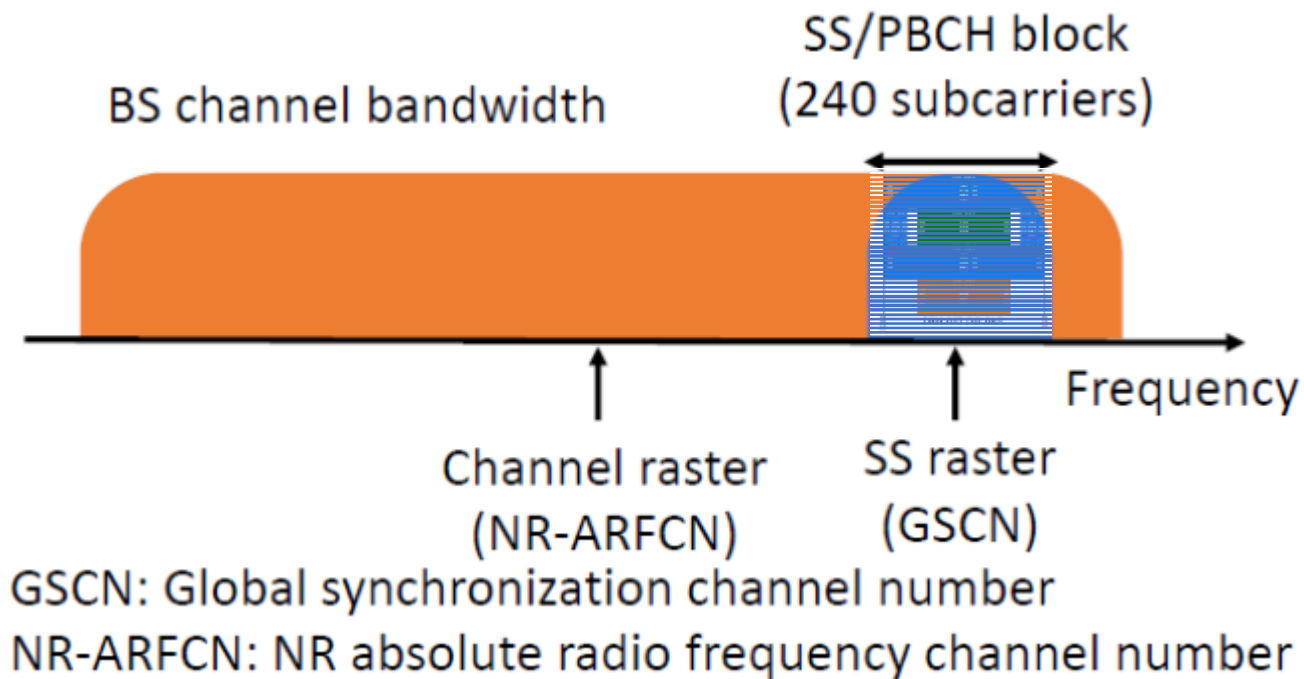 SS/PBCH block
BS channel bandwidth
(240 subcarriers)
Frequency
Channel raster
(NR-ARFCN)
SS raster
(GSCN)
GSCN: Global synchronization channel number
NR-ARFCN: NR absolute radio frequency channel number